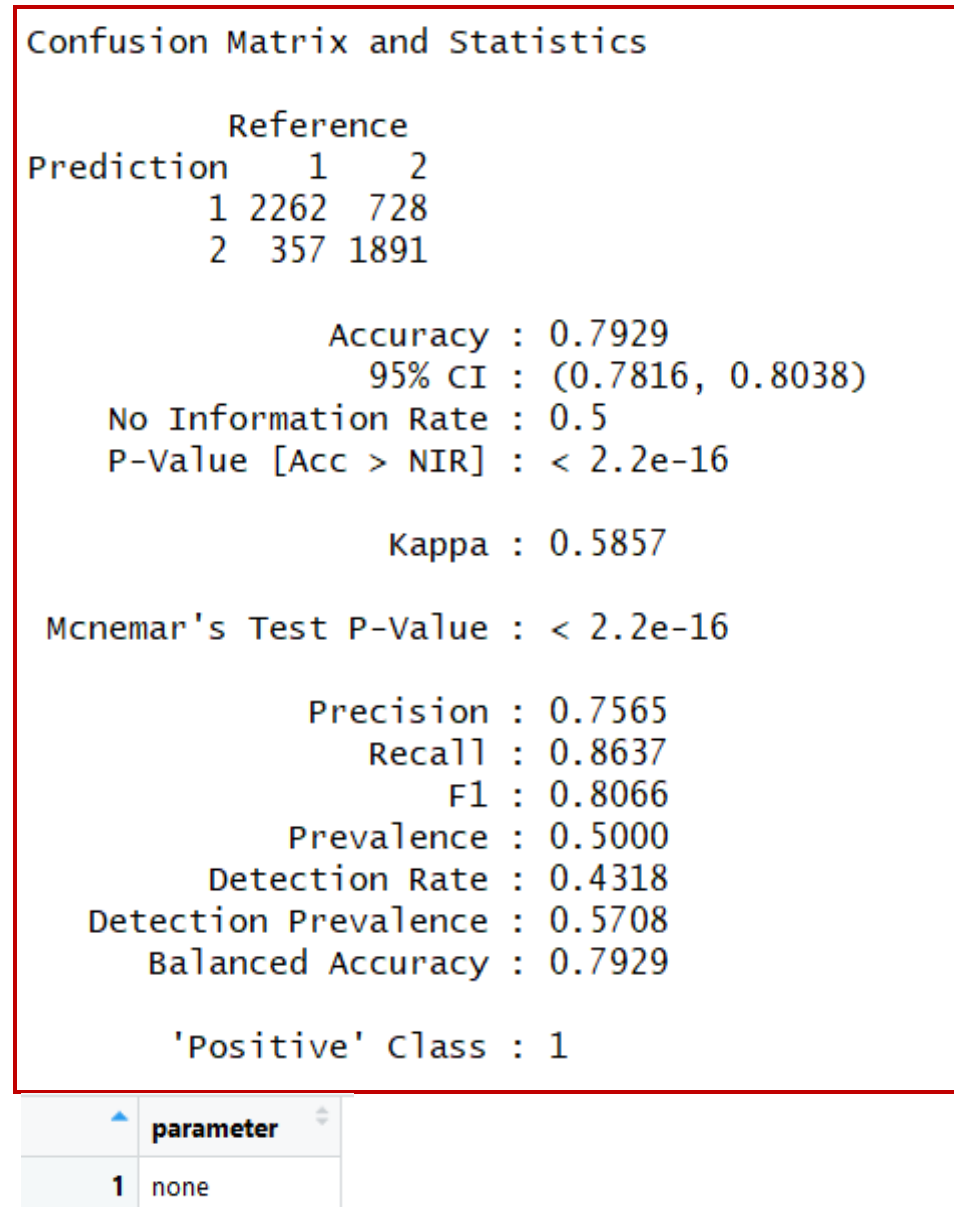 Confusion Matrix and Statistics
Reference
Prediction 1 2
1 2262 728
2 357 1891
Accuracy : 0.7929
95% CI : (0.7816, 0.8038)
No Information Rate : 0.5
P-Value [Acc > NIR] : < 2.2e-16
Kappa : 0.5857
Mcnemar's Test P-Value : < 2.2e-16
Precision : 0.7565
Recall : 0.8637
F1 : 0.8066
Prevalence : 0.5000
Detection Rate : 0.4318
Detection Prevalence : 0.5708
Balanced Accuracy : 0.7929
'Positive' Class : 1
parameter
1 none